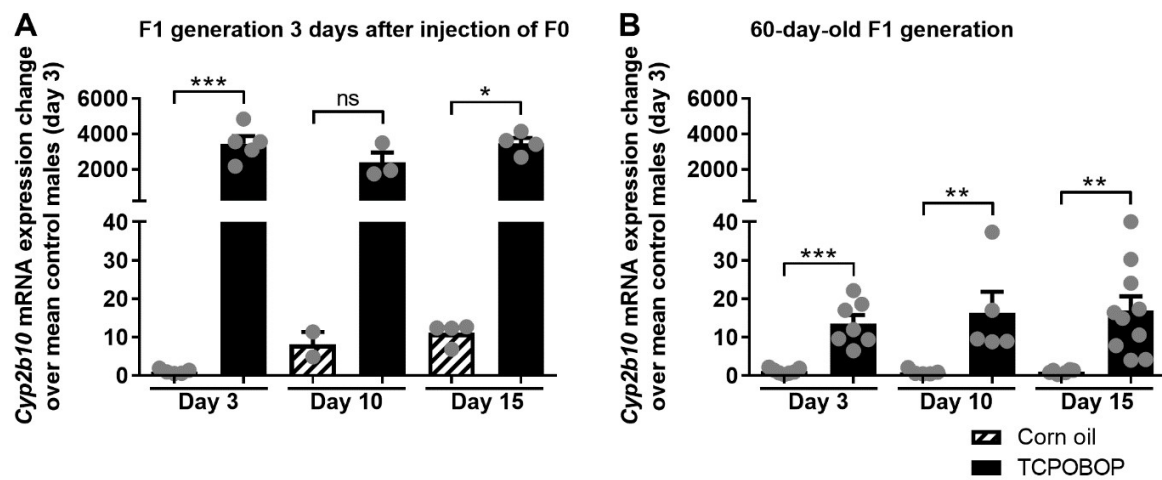 A
F1 generation 3 days after injection of F0
Cyp2b10 mRNA expression change
over mean control males (day 3)
6000
4000
2000
40
30
20
10
0
***
ns
*
Day 3
Day 10
Day 15
B
60-day-old F1 generation
Cyp2b10 mRNA expression change
over mean control males (day 3)
6000
4000
2000
40
30
20
10
0
***
**
**
Day 3
Day 10
Day 15
Corn oil
TCPOBOP